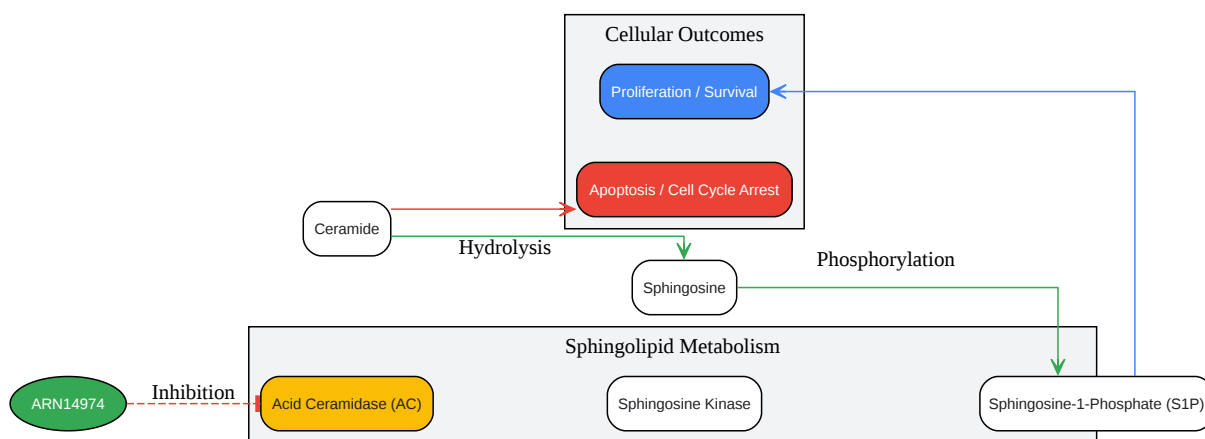 Cellular Outcomes
Proliferation / Survival
Apoptosis / Cell Cycle Arrest
Ceramide
Hydrolysis
Phosphorylation
Sphingosine
Sphingolipid Metabolism
Inhibition
ARN14974
Acid Ceramidase (AC)
Sphingosine Kinase
Sphingosine-1-Phosphate (S1P)